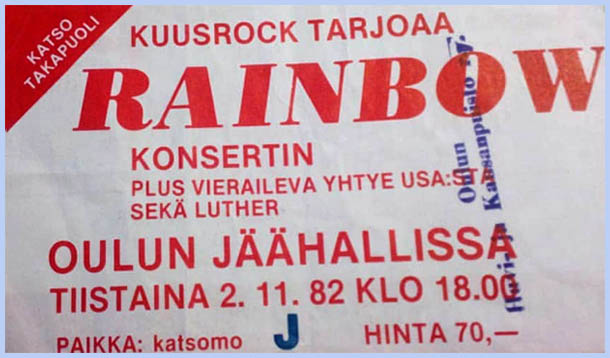 KATSO
TAKAPUOLI
KUUSROCK TARJOAA
RAINBOW
KONSERTIN
PLUS VIERAILEVA YHTYE USA:STA
SEKÄ LUTHER
OULUN JÄÄHALLISSA
TIISTAINA 2. 11. 82 KLO 18.00
PAIKKA: katsomo J HINTA 70,—
Oulun
Kansanpuisto